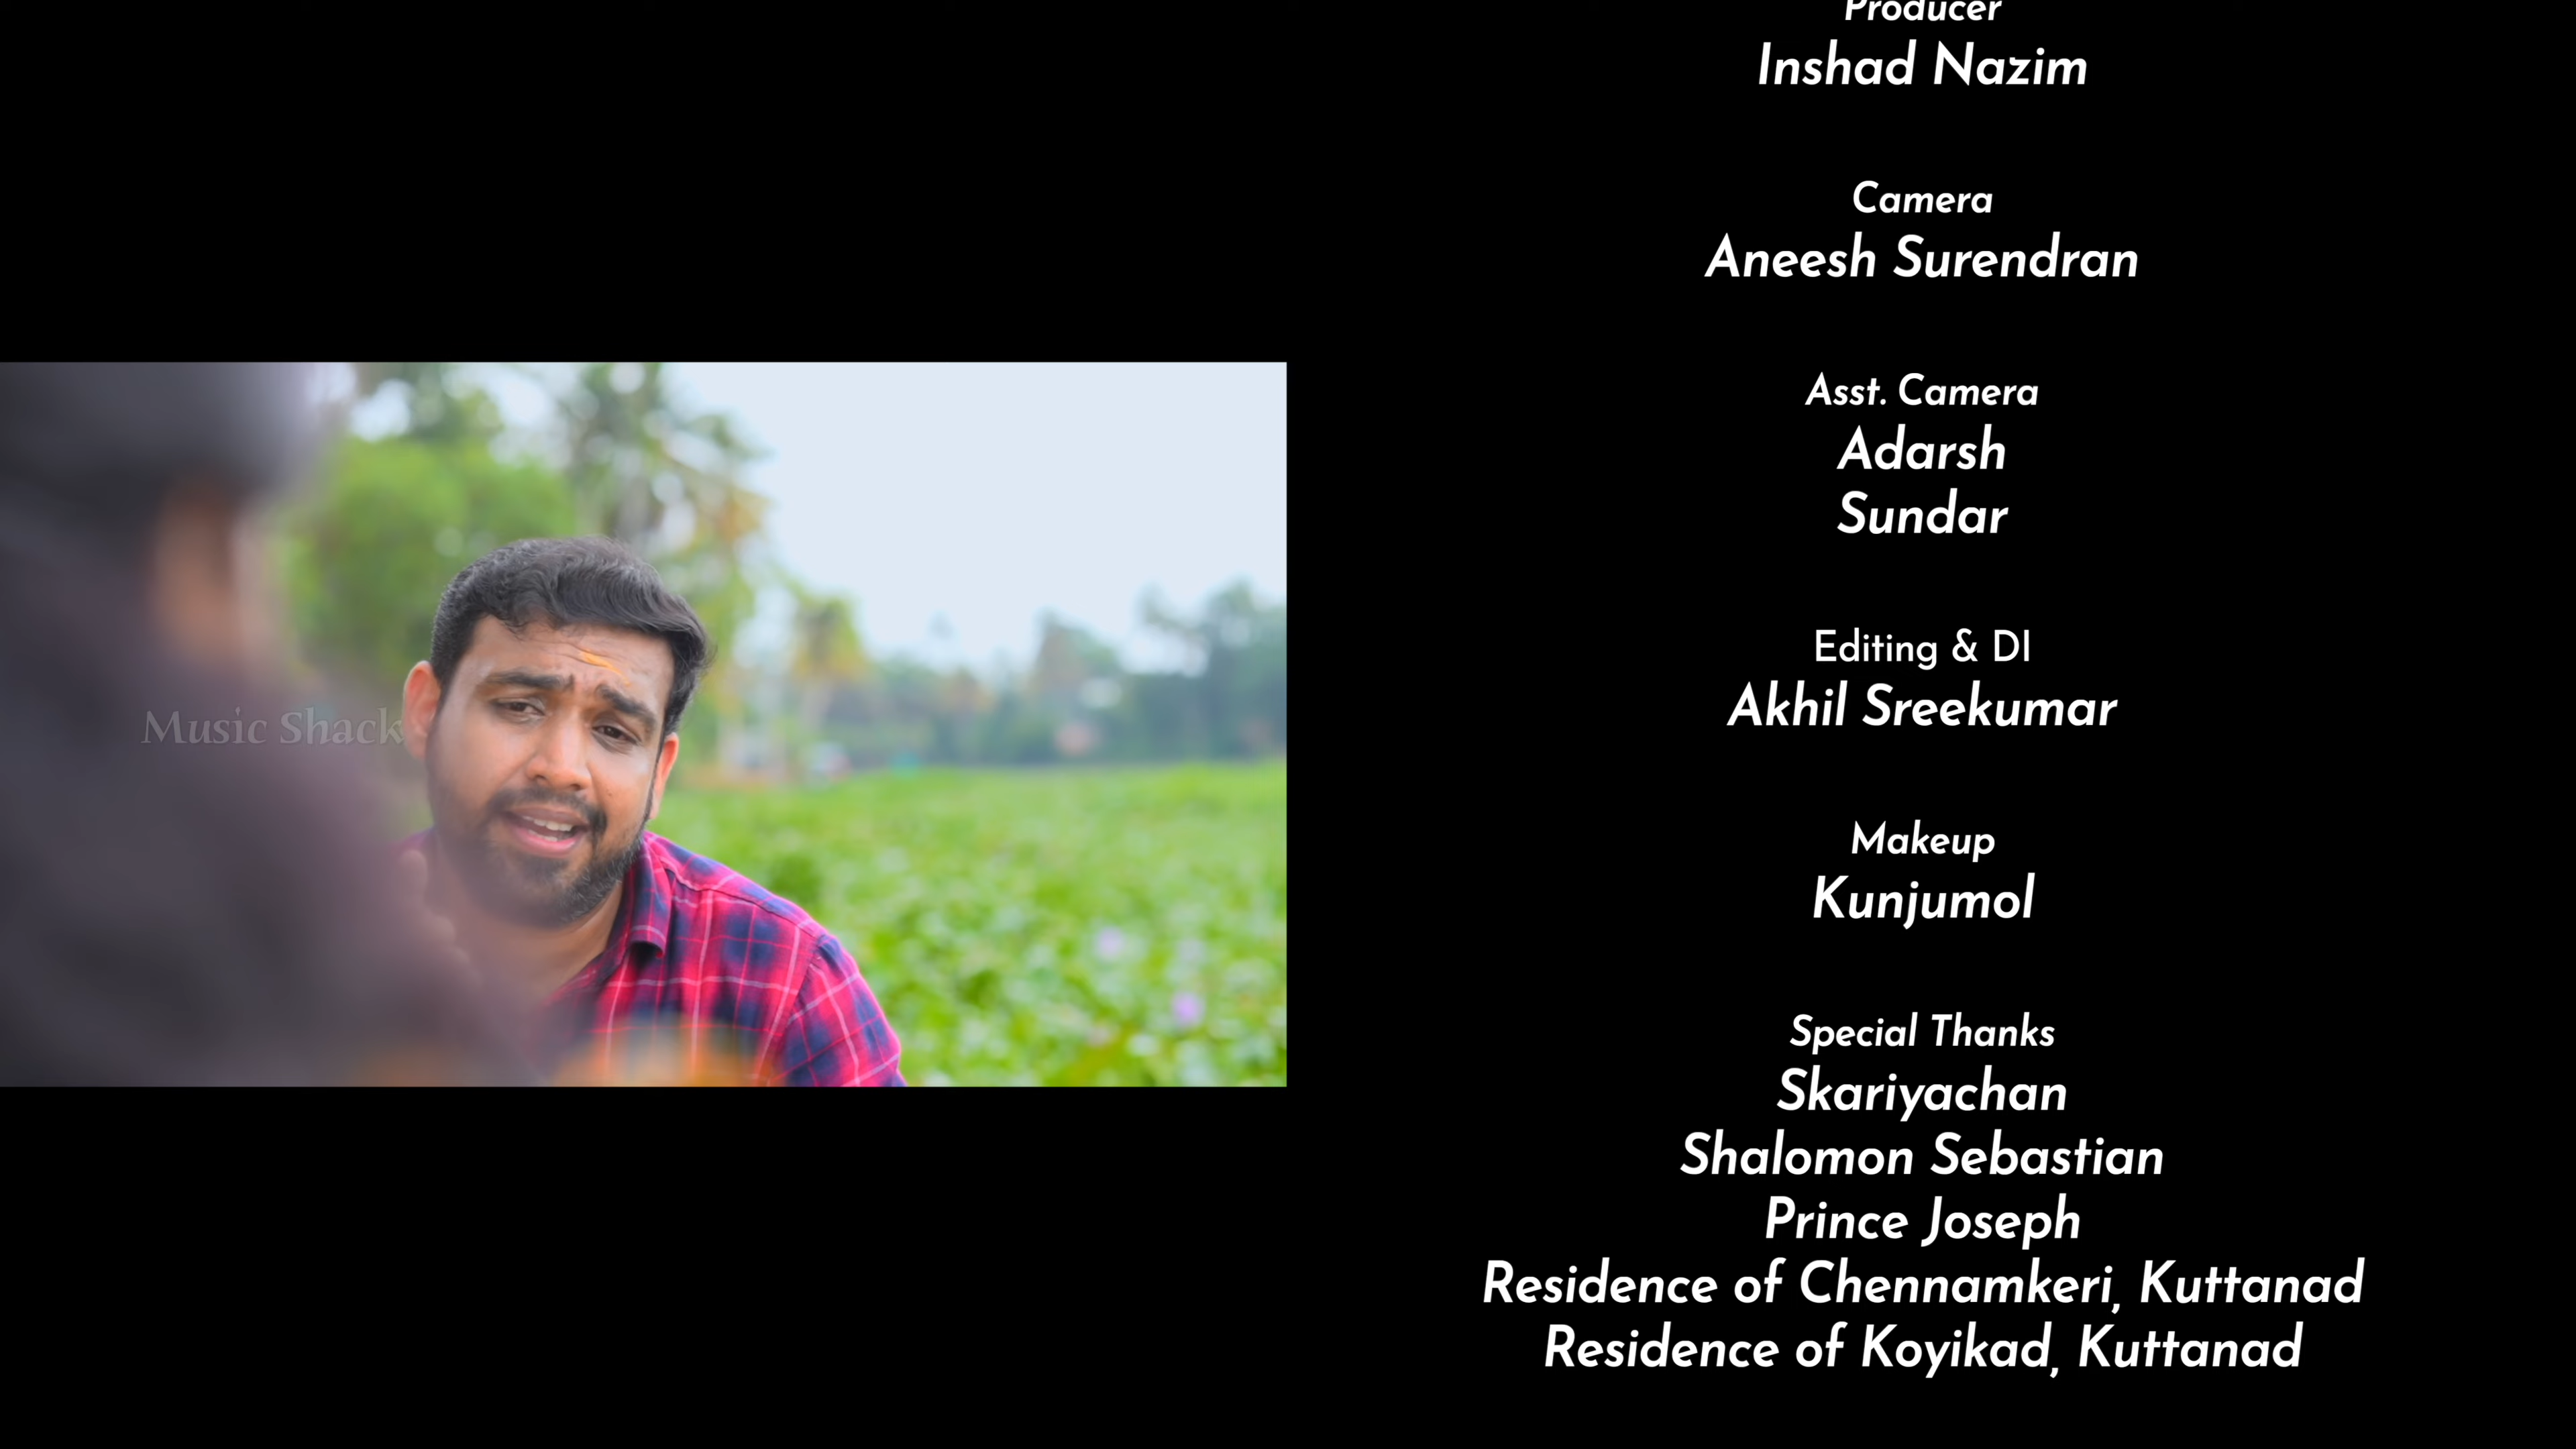 Producer
Inshad Nazim
Camera
Aneesh Surendran
Asst. Camera
Adarsh
Sundar
Editing & DI
Akhil Sreekumar
Makeup
Kunjumol
Special Thanks
Skariyachan
Shalomon Sebastian
Prince Joseph
Residence of Chennamkeri, Kuttanad
Residence of Koyikad, Kuttanad
Music Shack